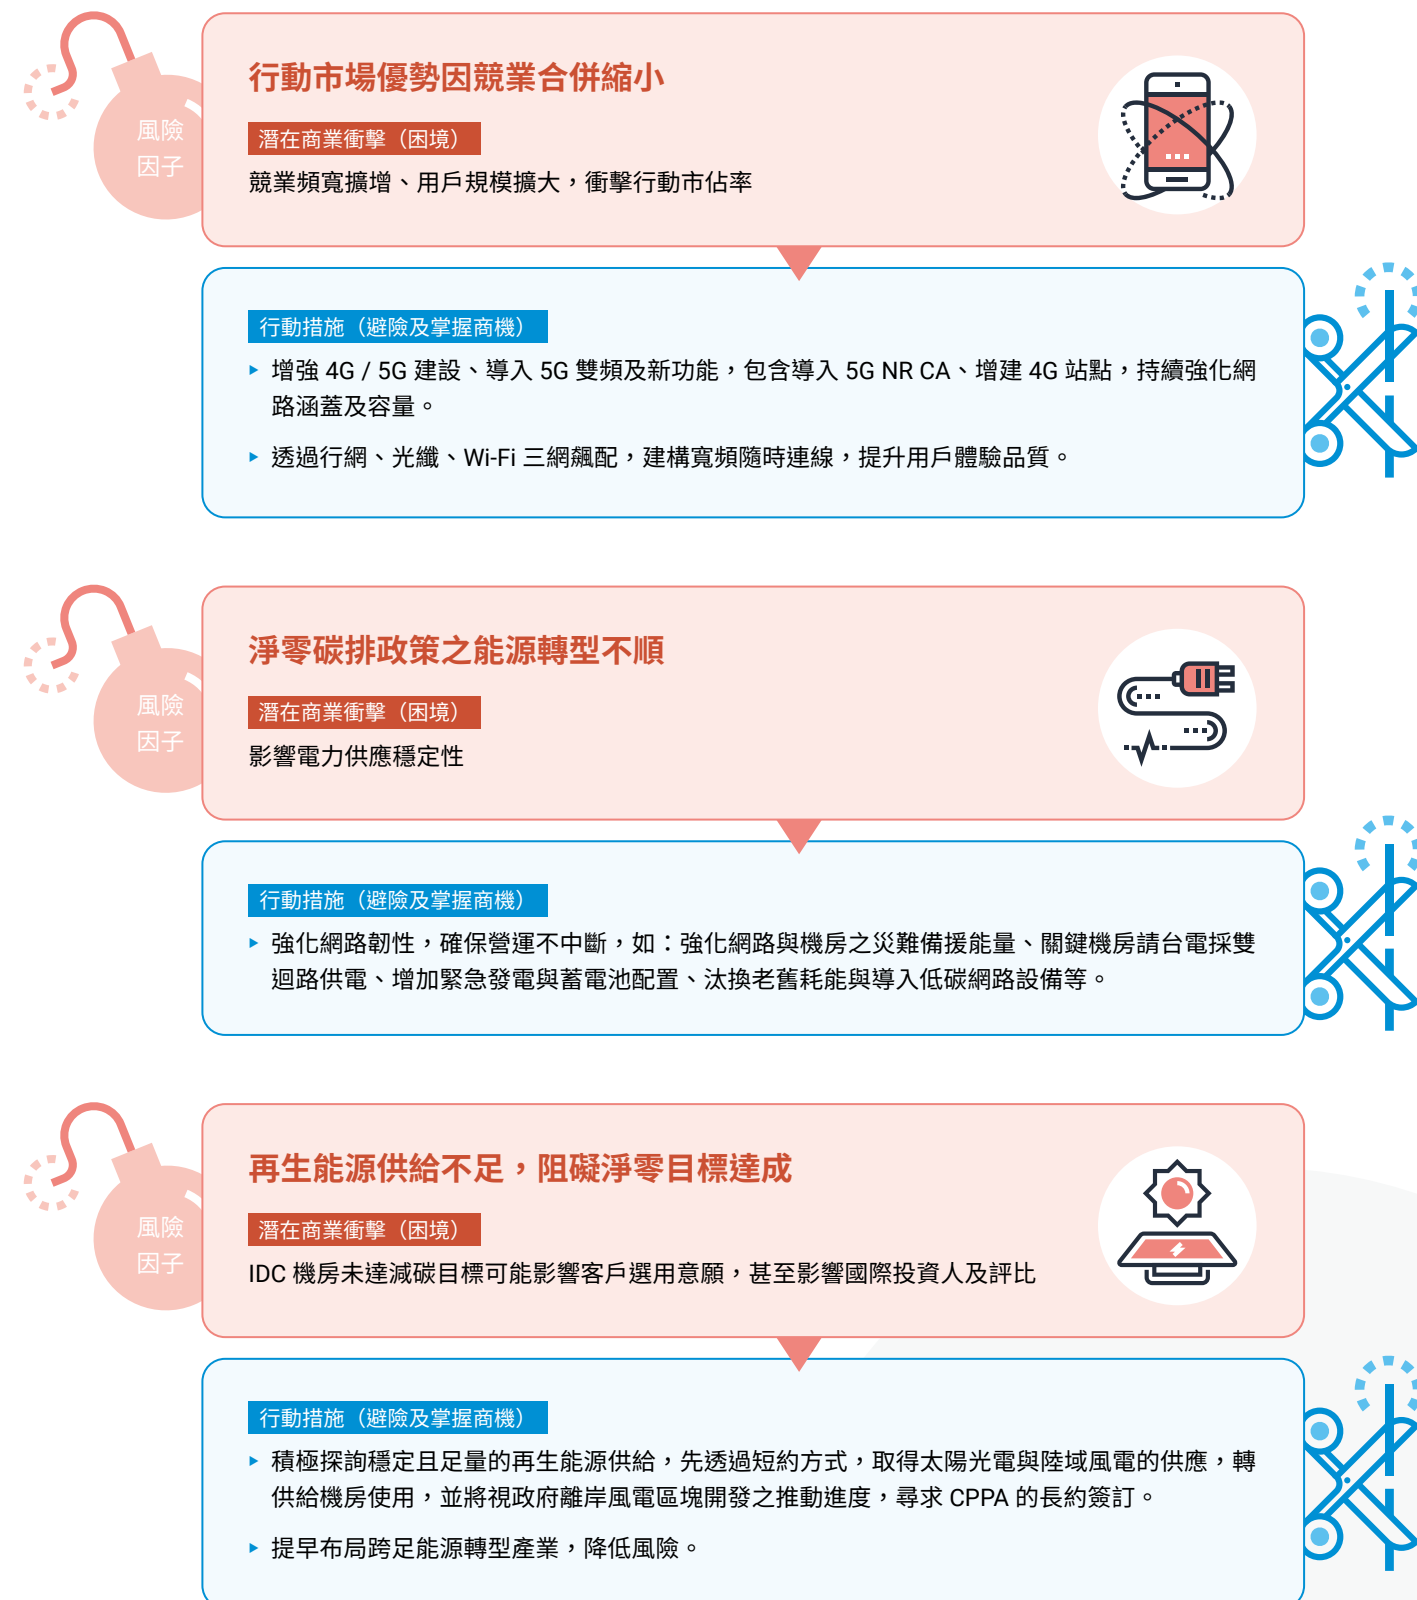 風險
因子
行動市場優勢因競業合併縮小
潛在商業衝擊（困境）
競業頻寬擴增、用戶規模擴大，衝擊行動市佔率
行動措施（避險及掌握商機）
▸ 增強 4G / 5G 建設、導入 5G 雙頻及新功能，包含導入 5G NR CA、增建 4G 站點，持續強化網
路涵蓋及容量。
▸ 透過行網、光纖、Wi-Fi 三網飆配，建構寬頻隨時連線，提升用戶體驗品質。
風險
因子
淨零碳排政策之能源轉型不順
潛在商業衝擊（困境）
影響電力供應穩定性
行動措施（避險及掌握商機）
▸ 強化網路韌性，確保營運不中斷，如：強化網路與機房之災難備援能量、關鍵機房請台電採雙
迴路供電、增加緊急發電與蓄電池配置、汰換老舊耗能與導入低碳網路設備等。
風險
因子
再生能源供給不足，阻礙淨零目標達成
潛在商業衝擊（困境）
IDC 機房未達減碳目標可能影響客戶選用意願，甚至影響國際投資人及評比
行動措施（避險及掌握商機）
▸ 積極探詢穩定且足量的再生能源供給，先透過短約方式，取得太陽光電與陸域風電的供應，轉
供給機房使用，並將視政府離岸風電區塊開發之推動進度，尋求 CPPA 的長約簽訂。
▸ 提早布局跨足能源轉型產業，降低風險。